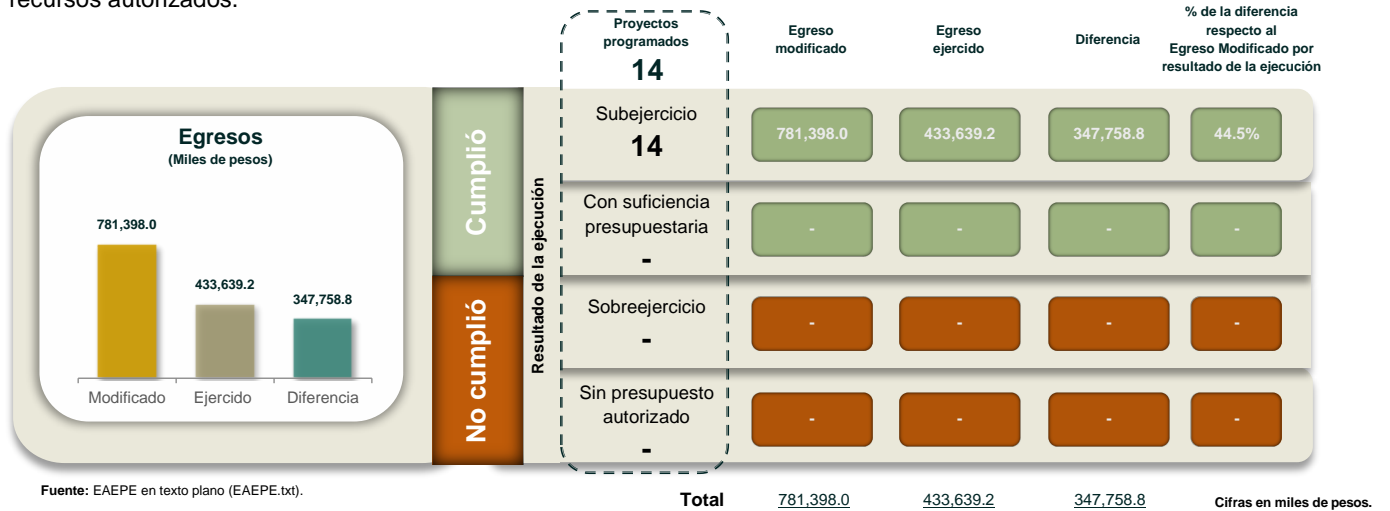 recursos autorizados.
Proyectos
programados
14
Egreso
modificado
Egreso
ejercido
Diferencia
% de la diferencia
respecto al
Egreso Modificado por
resultado de la ejecución
Egresos
(Miles de pesos)
781,398.0
433,639.2
347,758.8
Modificado
Ejercido
Diferencia
Cumplió
No cumplió
Resultado de la ejecución
Subejercicio
14
781,398.0
433,639.2
347,758.8
44.5%
Con suficiencia
presupuestaria
-
-
-
-
-
Sobreejercicio
-
-
-
-
-
Sin presupuesto
autorizado
-
-
-
-
-
Fuente: EAEPE en texto plano (EAEPE.txt).
Total
781,398.0
433,639.2
347,758.8
Cifras en miles de pesos.